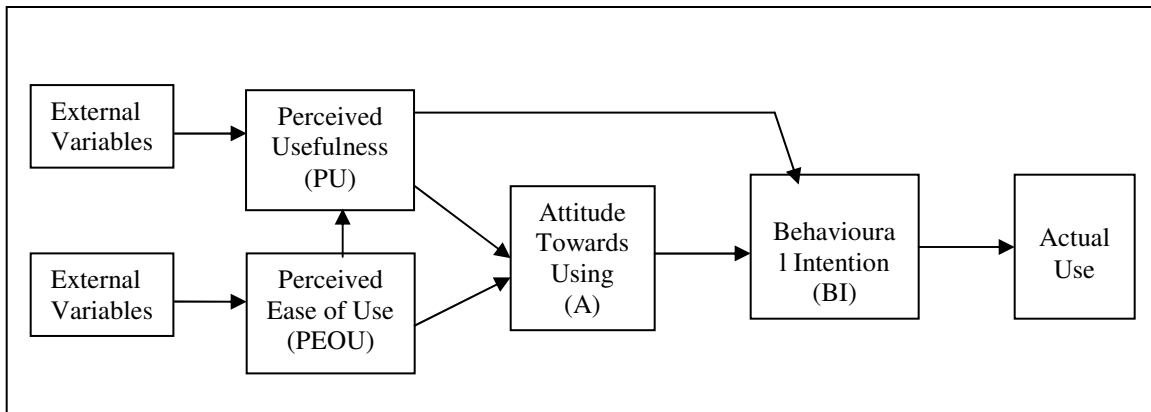 External
Variables
Perceived
Usefulness
(PU)
External
Variables
Perceived
Ease of Use
(PEOU)
Attitude
Towards
Using
(A)
Behavioura
l Intention
(BI)
Actual
Use